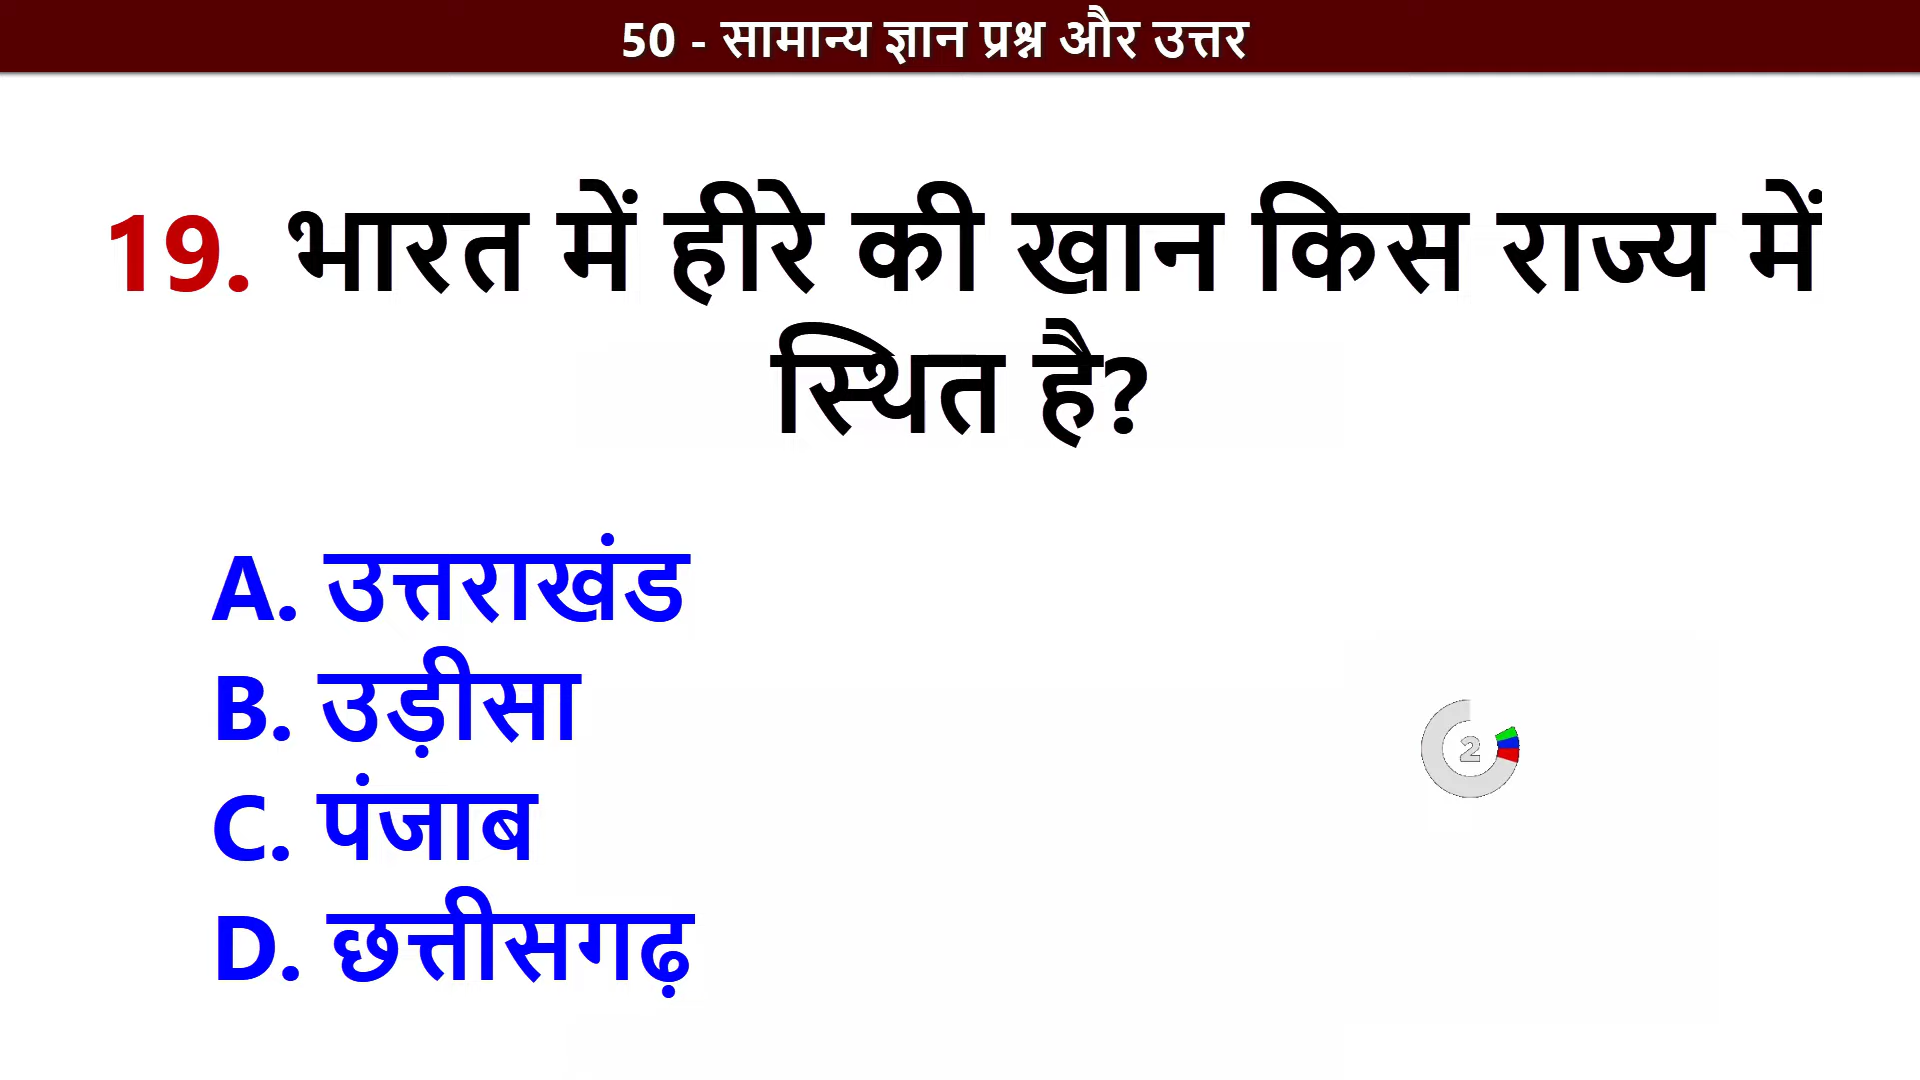 50 - सामान्य ज्ञान प्रश्न और उत्तर
19. भारत में हीरे की खान किस राज्य में
स्थित है?
A. उत्तराखंड
B. उड़ीसा
2
C. पंजाब
D. छत्तीसगढ़